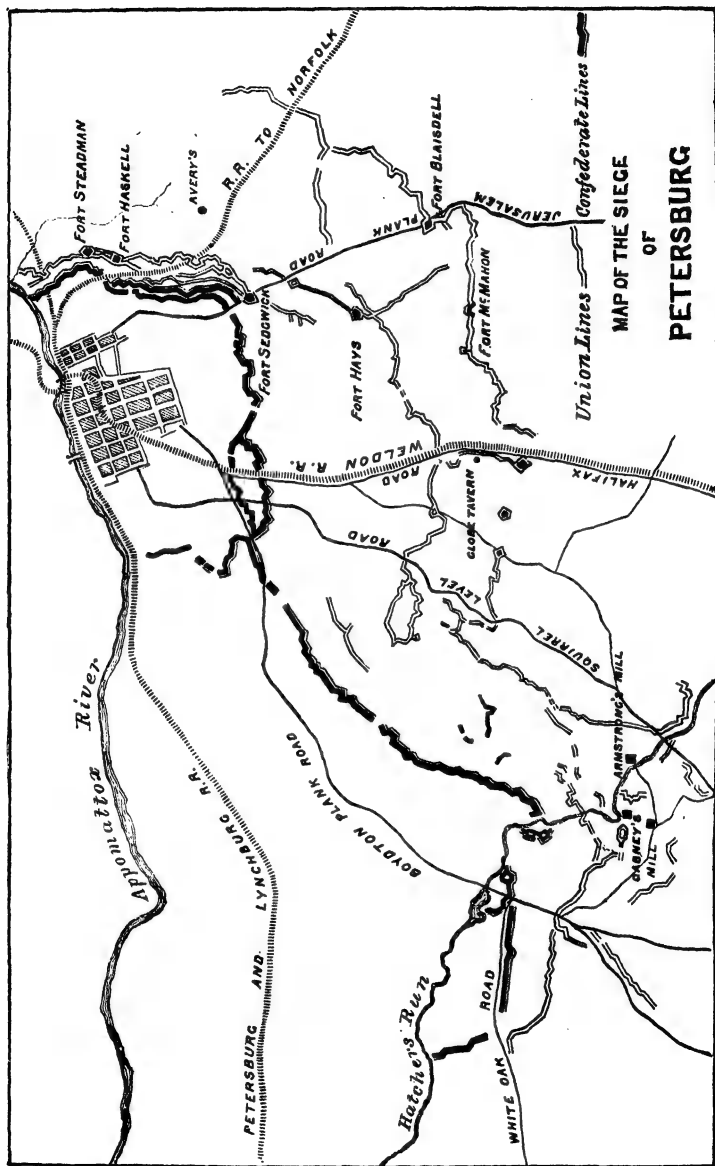 Appomattox River
PETERSBURG AND LYNCHBURG R.R.
BOYDTON PLANK ROAD
Hatchers Run
WHITE OAK ROAD
FORT STEADMAN
FORT HASKELL
AVERY'S
R.R. TO NORFOLK
FORT SEDGWICK
FORT HAYS
JERUSALEM PLANK ROAD
FORT BLAISDELL
FORT McMAHON
WELDON R.R.
HALIFAX ROAD
GLOBE TAVERN
SQUIRREL LEVEL ROAD
ARMSTRONG'S MILL
GABNEY'S
MILL
Union Lines Confederate Lines
MAP OF THE SIEGE
OF
PETERSBURG